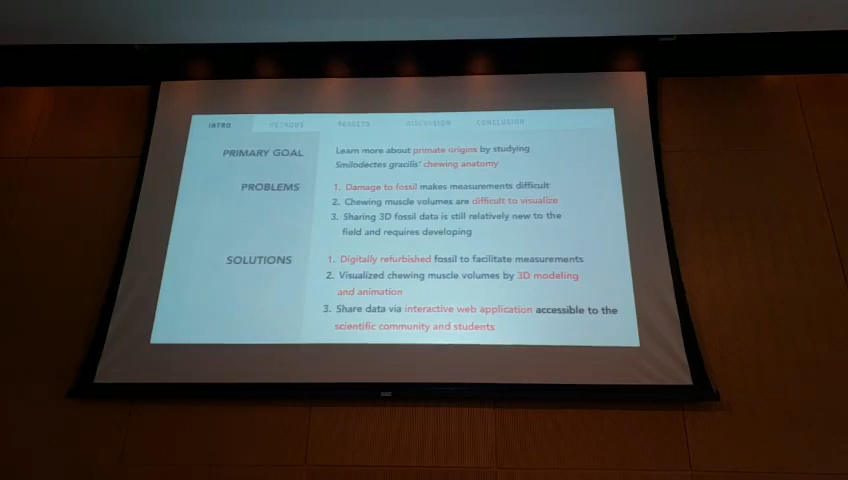 INTRO METHODS RESULTS DISCUSSION CONCLUSION
PRIMARY GOAL
Learn more about primate origins by studying
Smilodectes gracilis' chewing anatomy
PROBLEMS
1. Damage to fossil makes measurements difficult
2. Chewing muscle volumes are difficult to visualize
3. Sharing 3D fossil data is still relatively new to the
field and requires developing
SOLUTIONS
1. Digitally refurbished fossil to facilitate measurements
2. Visualized chewing muscle volumes by 3D modeling
and animation
3. Share data via interactive web application accessible to the
scientific community and students